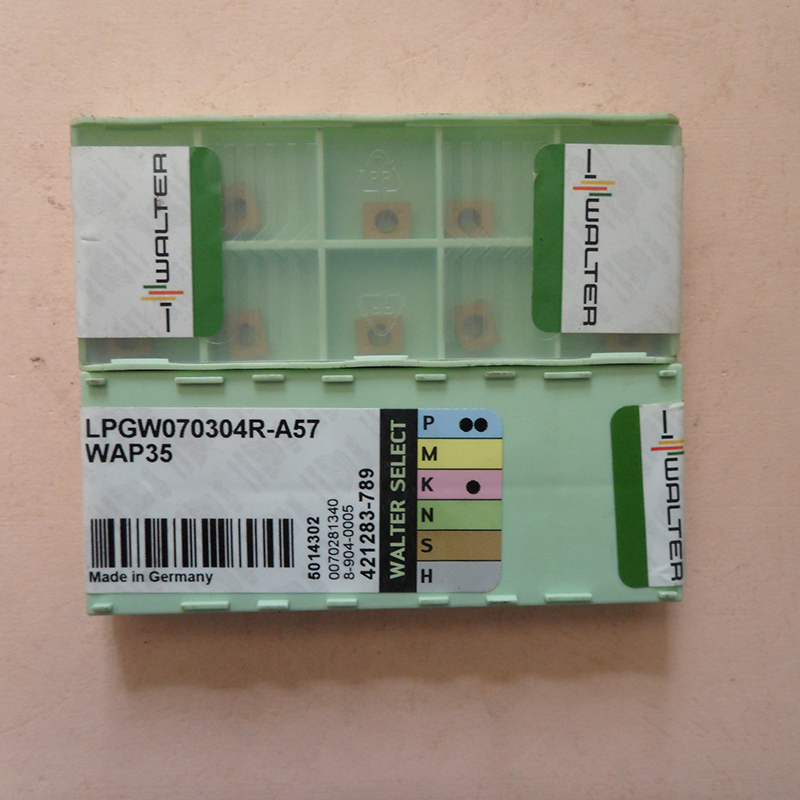 WALTER
WALTER
LPGW070304R-A57
WAP35
Made in Germany
5014302
0070281340
8-904-0005
421283-789
WALTER SELECT
P
M
K
N
S
H
WALTER